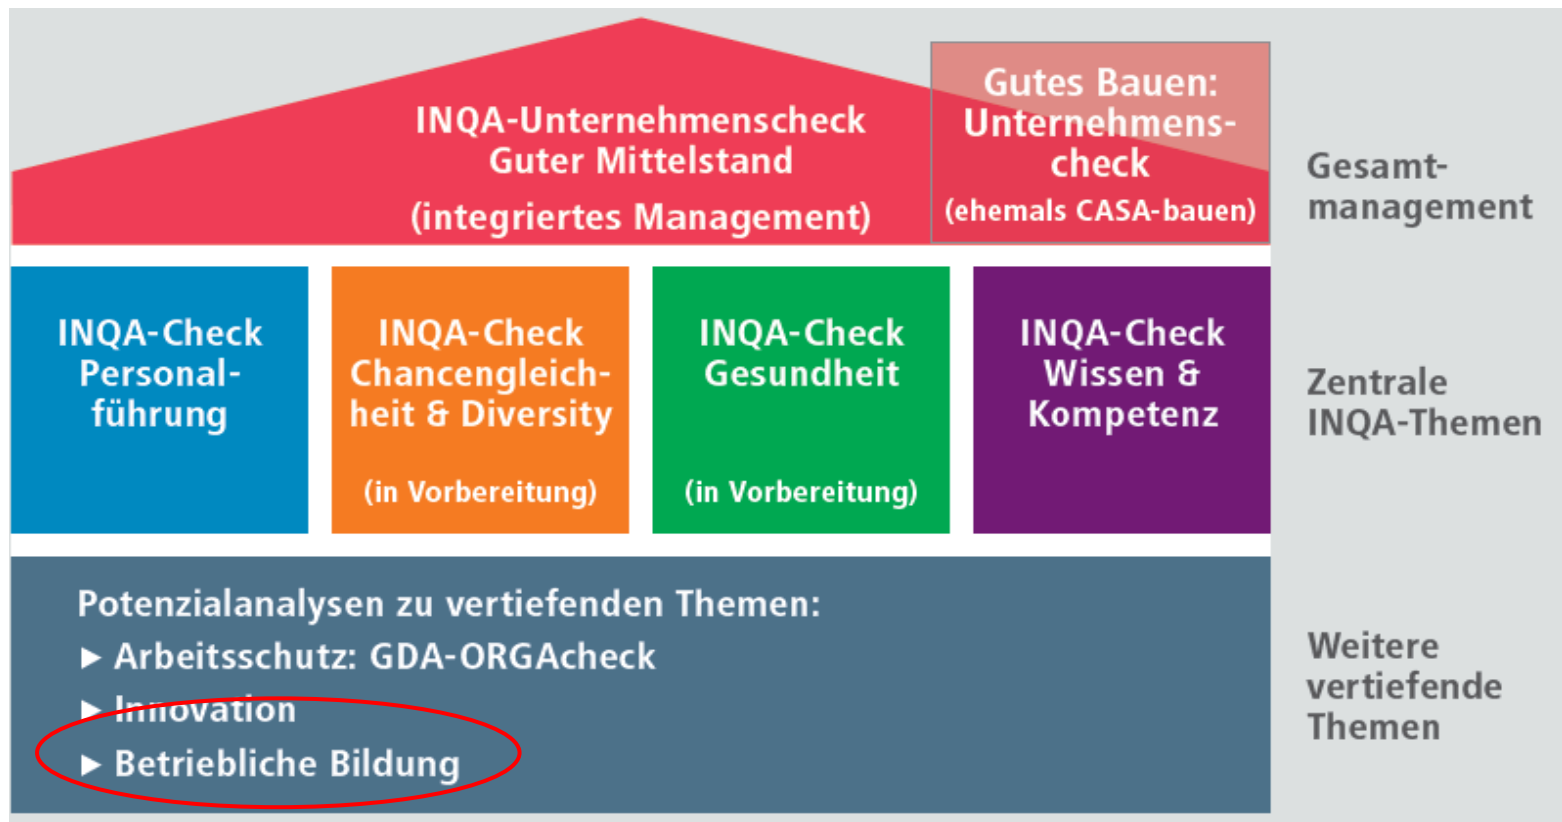 INQA-Unternehmenscheck
Guter Mittelstand
(integriertes Management)
Gutes Bauen:
Unternehmens-
check
(ehemals CASA-bauen)
Gesamt-
management
INQA-Check
Personal-
führung
INQA-Check
Chancengleich-
heit & Diversity
(in Vorbereitung)
INQA-Check
Gesundheit
(in Vorbereitung)
INQA-Check
Wissen &
Kompetenz
Zentrale
INQA-Themen
Potenzialanalysen zu vertiefenden Themen:
► Arbeitsschutz: GDA-ORGAcheck
► Innovation
► Betriebliche Bildung
Weitere
vertiefende
Themen